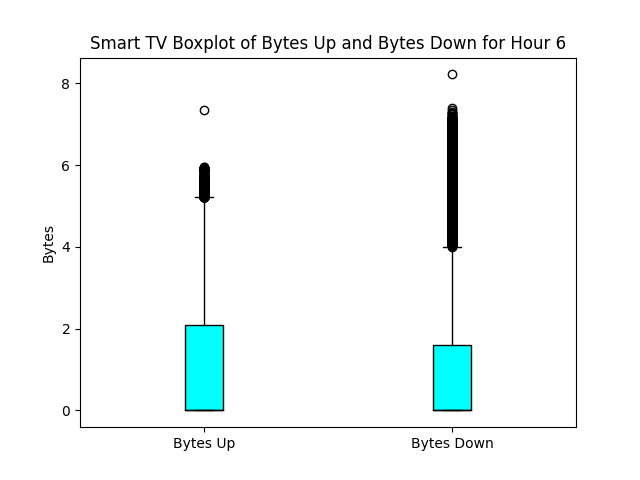 Smart TV Boxplot of Bytes Up and Bytes Down for Hour 6
8
6
4
2
0
Bytes
Bytes Up
Bytes Down